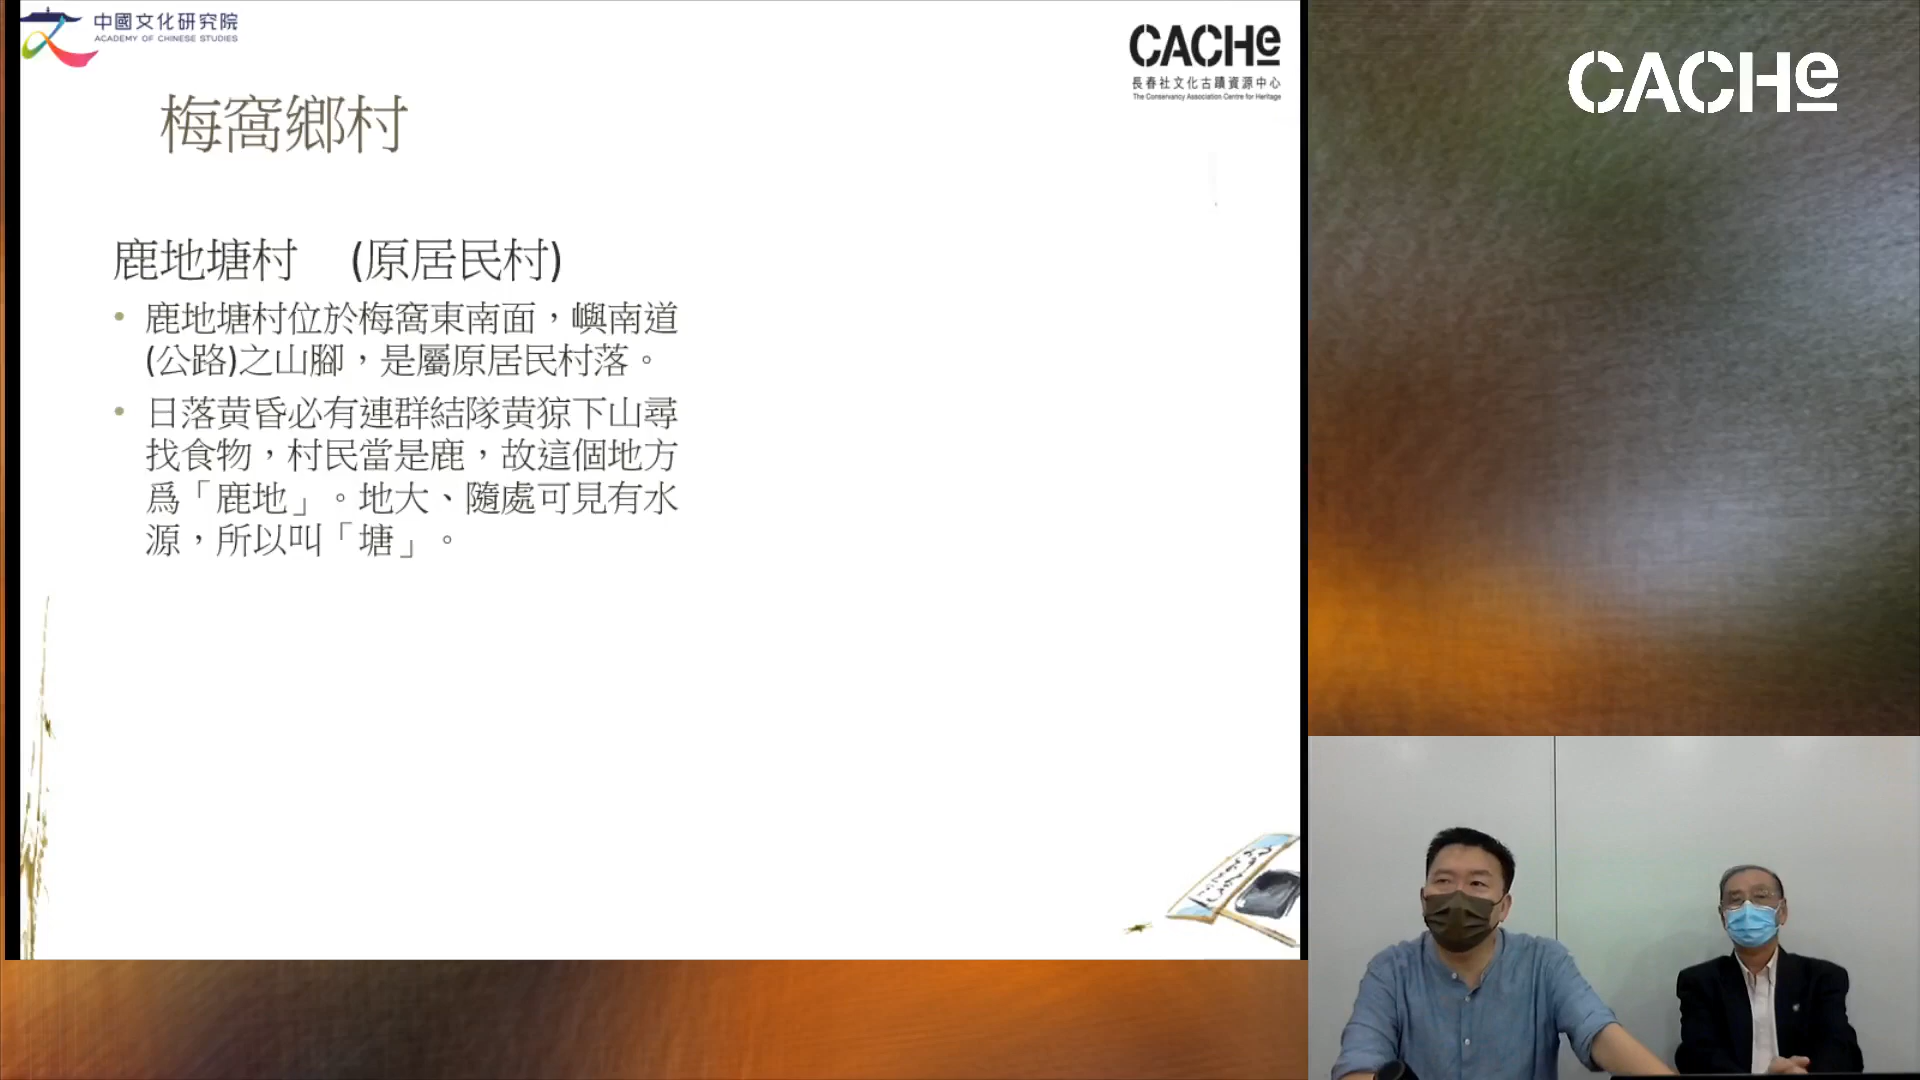 中國文化研究院
ACADEMY OF CHINESE STUDIES
CACHe
長春社文化古蹟資源中心
The Conservancy Association Centre for Heritage
CACHe
梅窩鄉村
鹿地塘村 (原居民村)
• 鹿地塘村位於梅窩東南面，嶼南道
(公路)之山腳，是屬原居民村落。
• 日落黄昏必有連群結隊黄猄下山尋
找食物，村民當是鹿，故這個地方
爲「鹿地」。地大、隨處可見有水
源，所以叫「塘」。